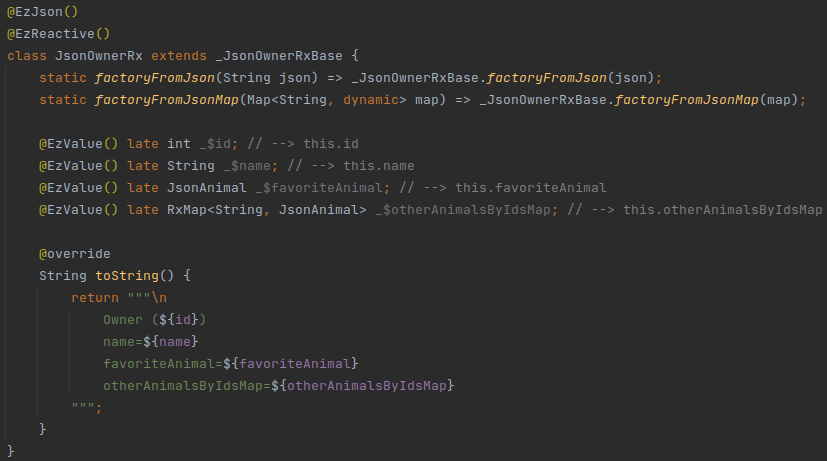 @EzJson()
@EzReactive()
class JsonOwnerRx extends _JsonOwnerRxBase {
    static factoryFromJson(String json) => _JsonOwnerRxBase.factoryFromJson(json);
    static factoryFromJsonMap(Map<String, dynamic> map) => _JsonOwnerRxBase.factoryFromJsonMap(map);

    @EzValue() late int _$id; // --> this.id
    @EzValue() late String _$name; // --> this.name
    @EzValue() late JsonAnimal _$favoriteAnimal; // --> this.favoriteAnimal
    @EzValue() late RxMap<String, JsonAnimal> _$otherAnimalsByIdsMap; // --> this.otherAnimalsByIdsMap

    @override
    String toString() {
        return """\n
            Owner (${id})
            name=${name}
            favoriteAnimal=${favoriteAnimal}
            otherAnimalsByIdsMap=${otherAnimalsByIdsMap}
        """;
    }
}